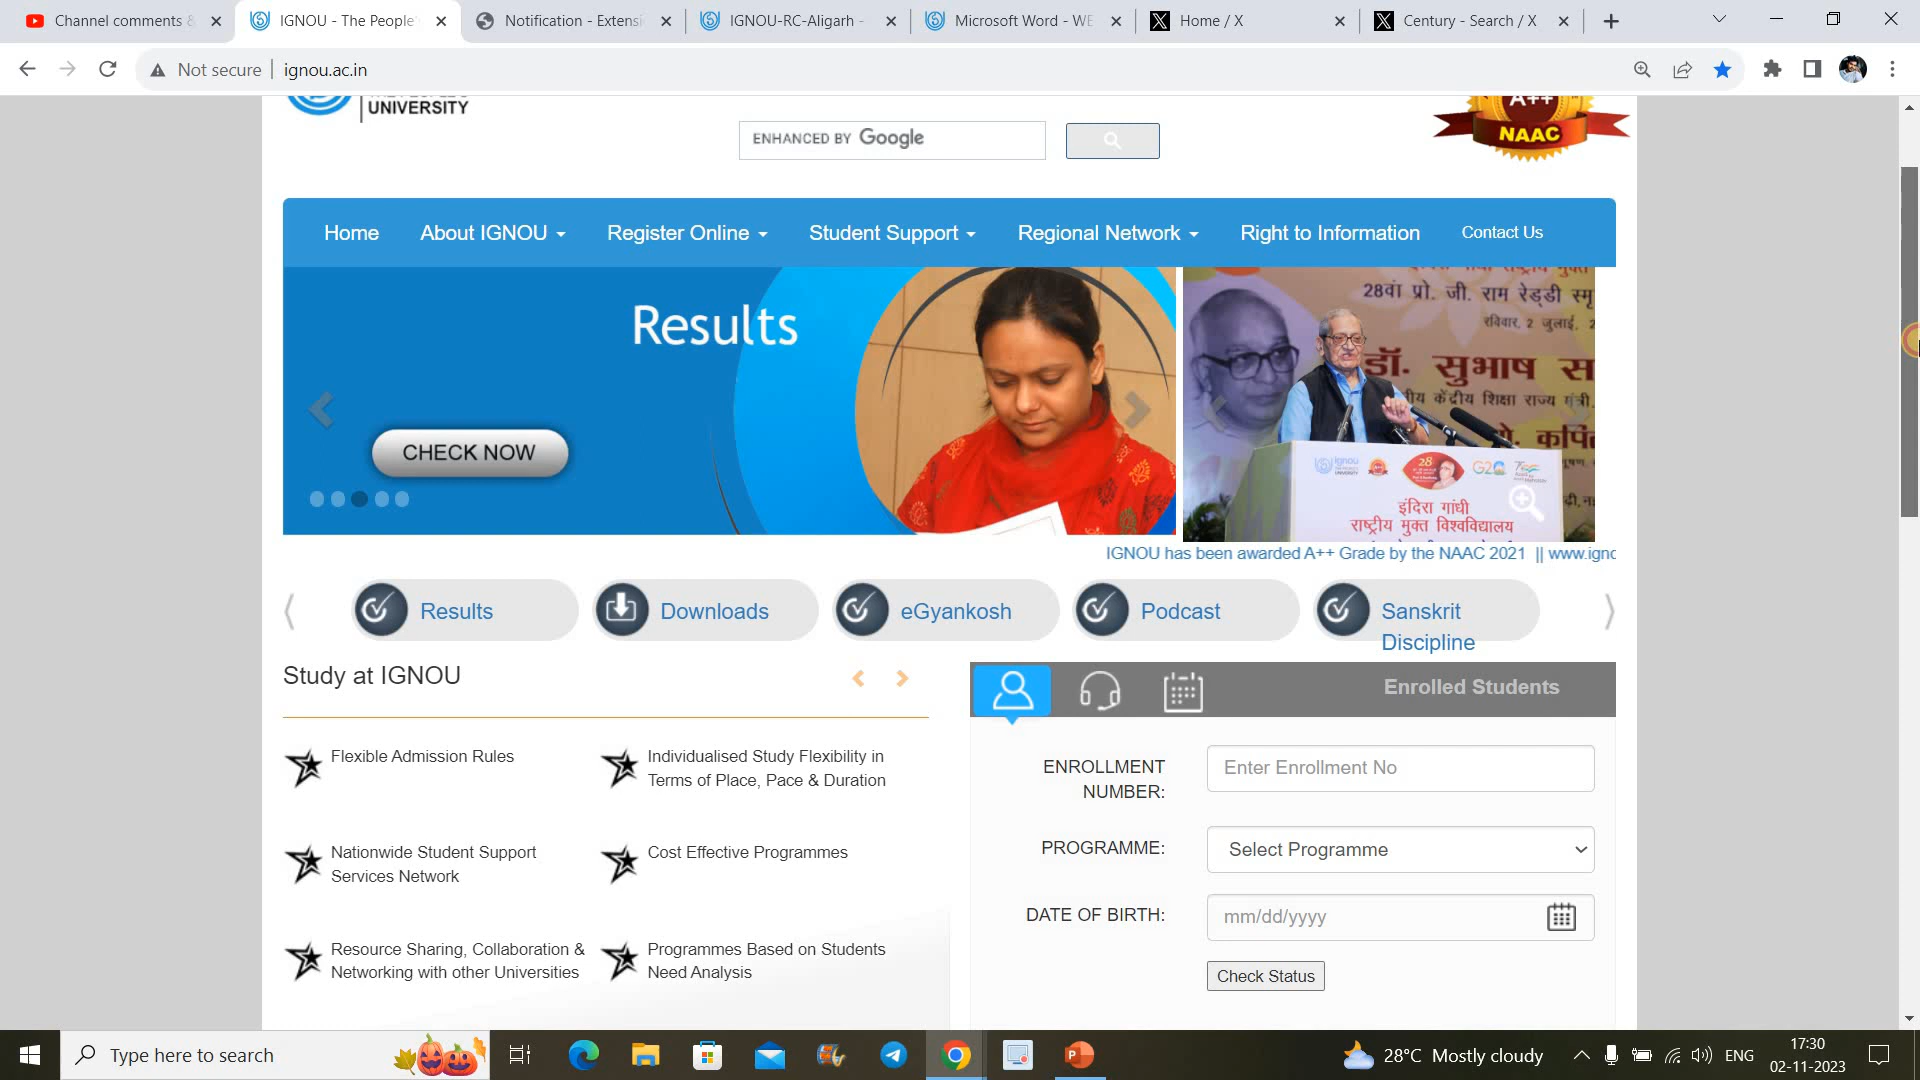 Channel comments &
IGNOU - The People'
Notification - Extensi
IGNOU-RC-Aligarh -
Microsoft Word - WE
Home / X
Century - Search / X
Not secure
ignou.ac.in
UNIVERSITY
ENHANCED BY Google
A++
NAAC
Home
About IGNOU
Register Online
Student Support
Regional Network
Right to Information
Contact Us
Results
CHECK NOW
28वां प्रो. जी. राम रेड्डी स्मृ
रविवार, 2 जुलाई, 2
डॉ. सुभाष स
केंद्रीय शिक्षा राज्य मंत्री,
ignou
28
G20
इंदिरा गांधी
राष्ट्रीय मुक्त विश्वविद्यालय
IGNOU has been awarded A++ Grade by the NAAC 2021 || www.igno
Results
Downloads
eGyankosh
Podcast
Sanskrit
Discipline
Study at IGNOU
Flexible Admission Rules
Individualised Study Flexibility in
Terms of Place, Pace & Duration
Nationwide Student Support
Services Network
Cost Effective Programmes
Resource Sharing, Collaboration &
Networking with other Universities
Programmes Based on Students
Need Analysis
Enrolled Students
ENROLLMENT
NUMBER:
Enter Enrollment No
PROGRAMME:
Select Programme
DATE OF BIRTH:
mm/dd/yyyy
Check Status
Type here to search
28°C Mostly cloudy
ENG
17:30
02-11-2023